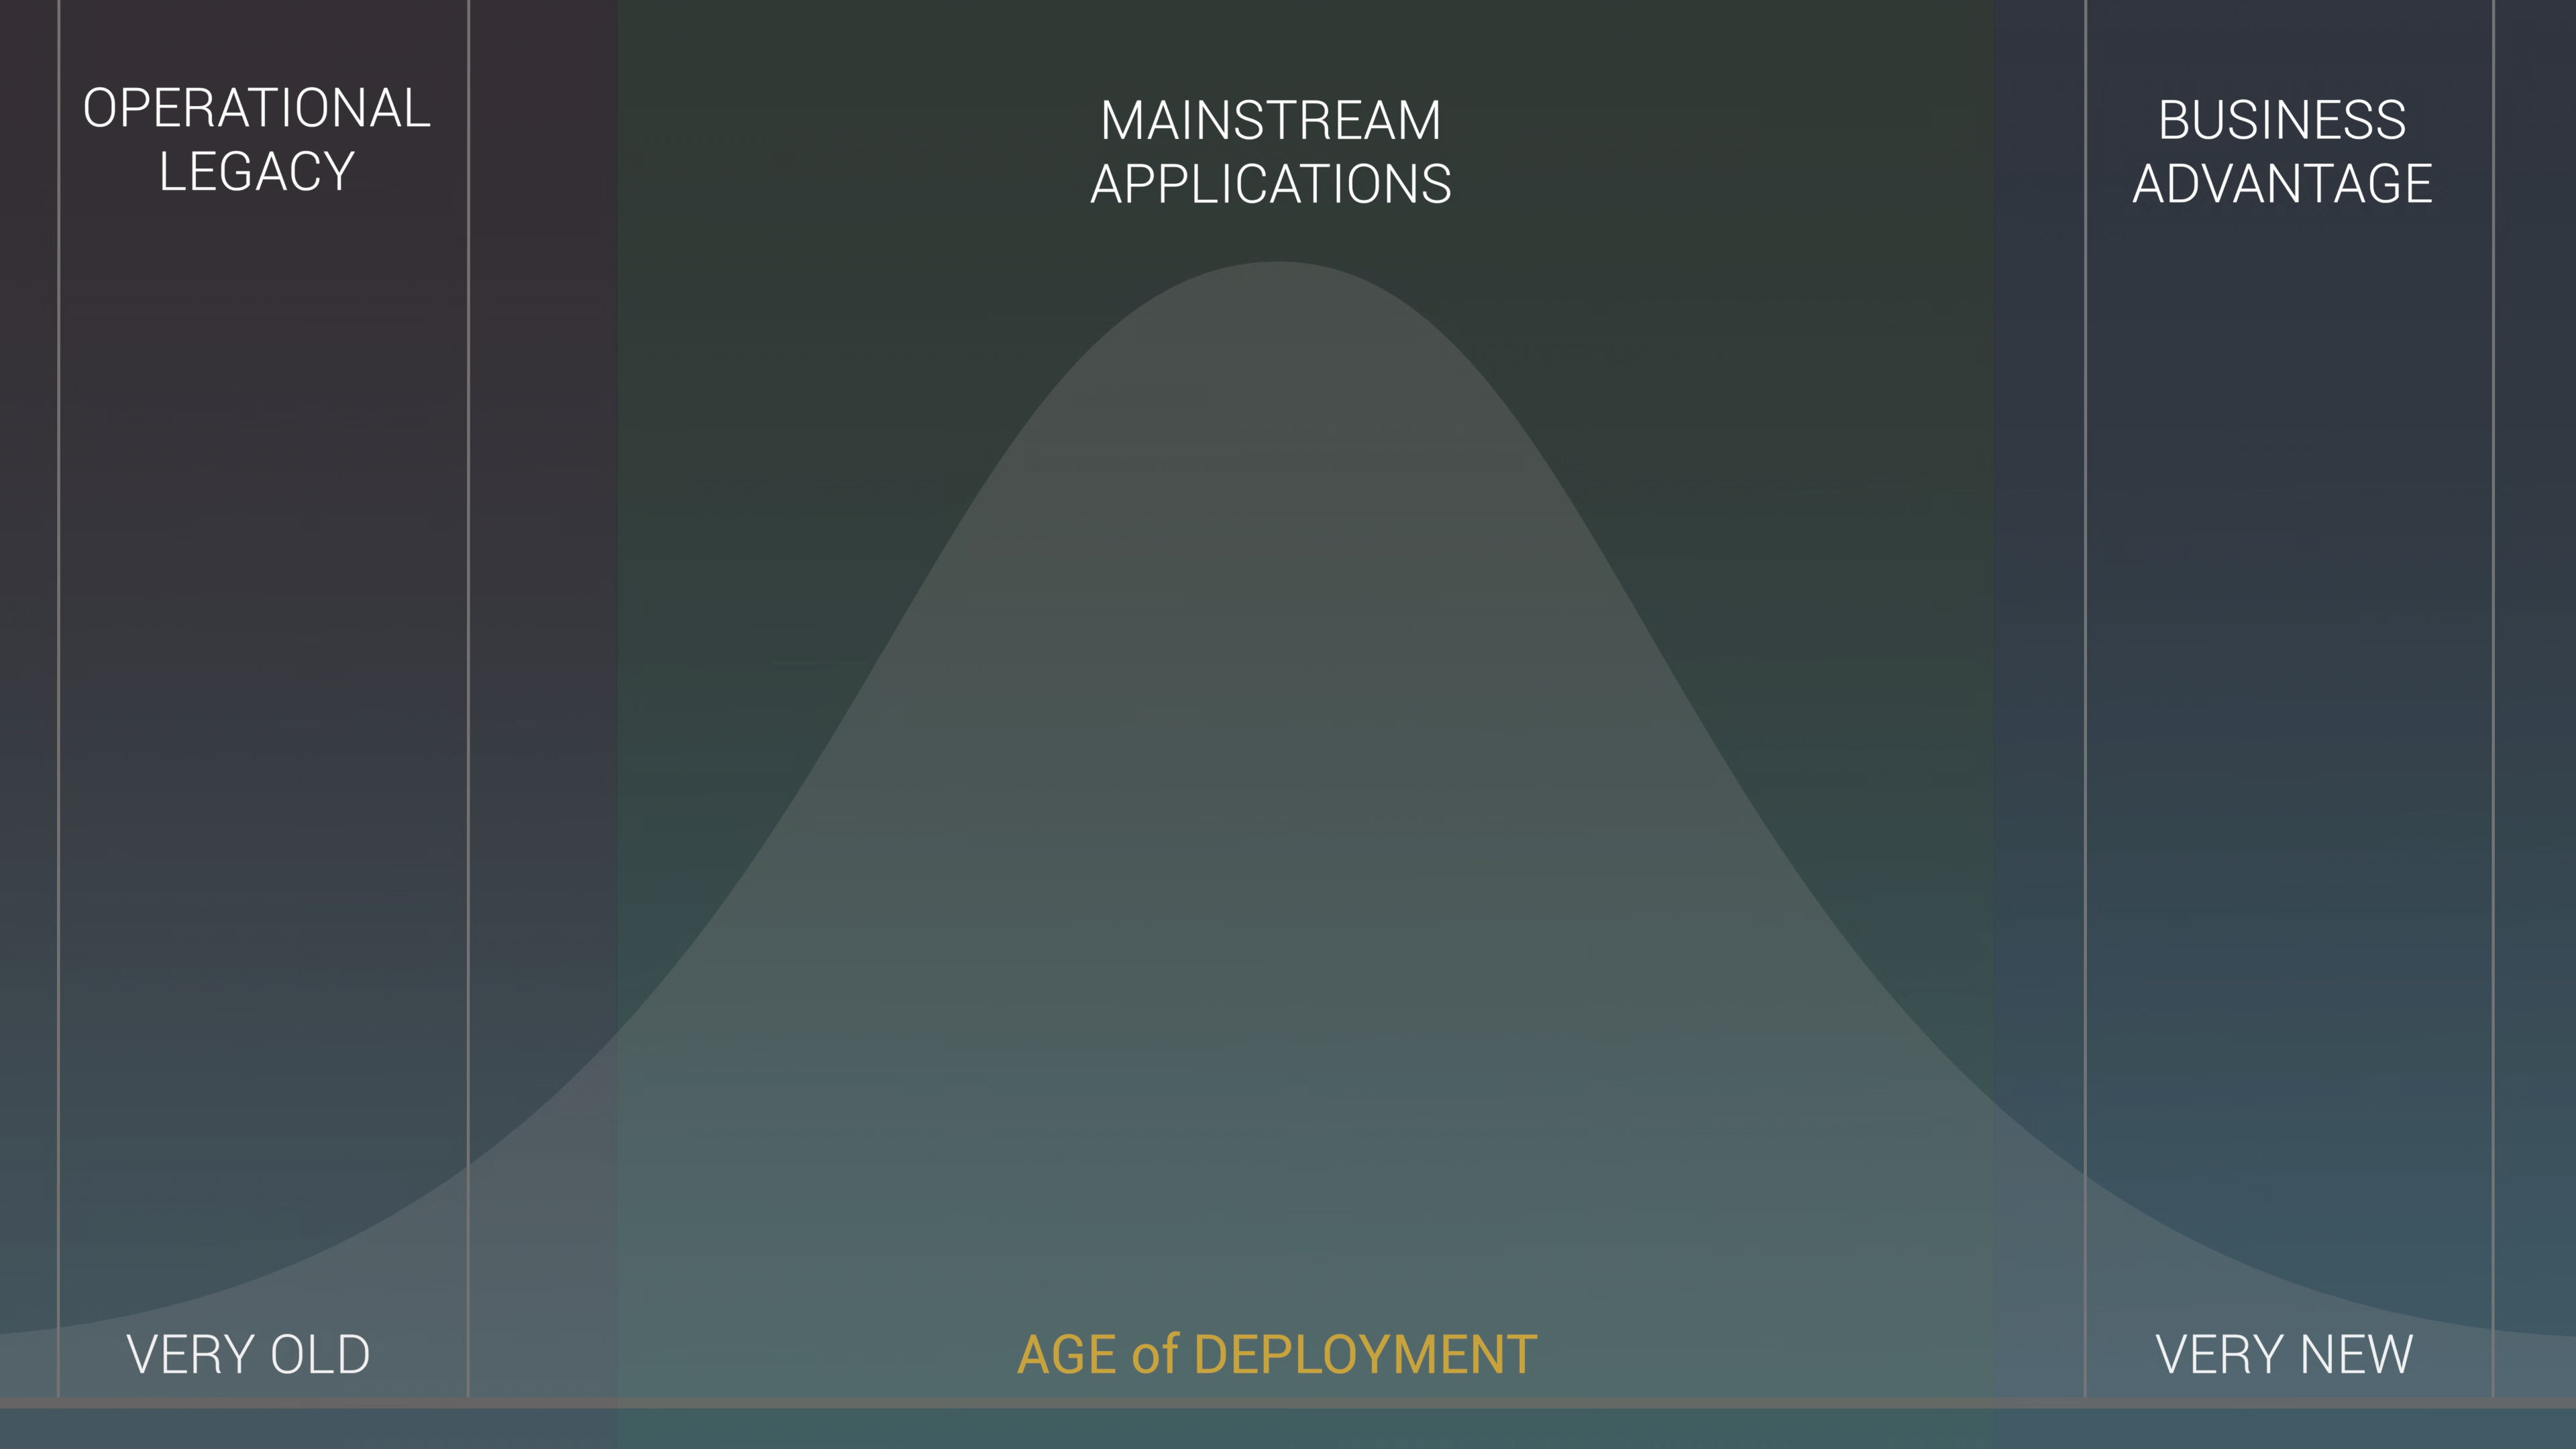 OPERATIONAL
LEGACY
MAINSTREAM
APPLICATIONS
BUSINESS
ADVANTAGE
VERY OLD
AGE of DEPLOYMENT
VERY NEW